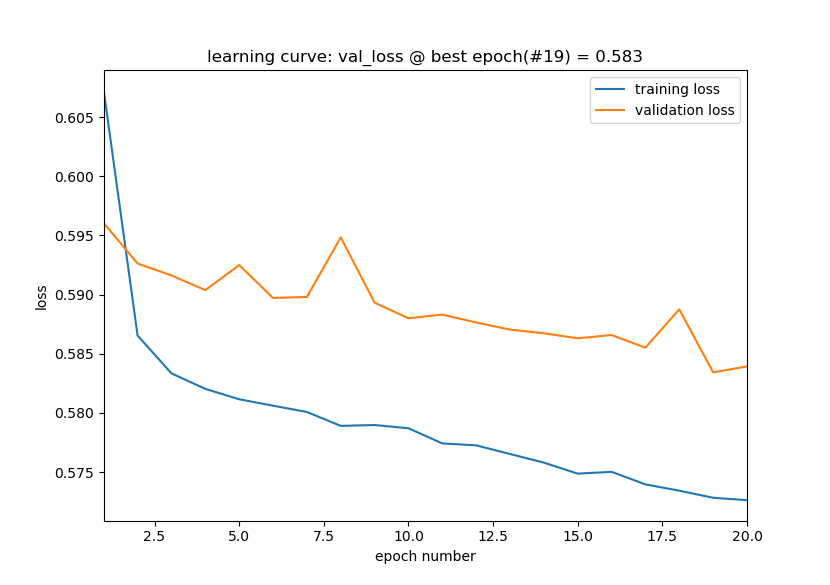 learning curve: val_loss @ best epoch(#19) = 0.583
training loss
validation loss
0.605
0.600
0.595
0.590
0.585
0.580
0.575
loss
2.5 5.0 7.5 10.0 12.5 15.0 17.5 20.0
epoch number